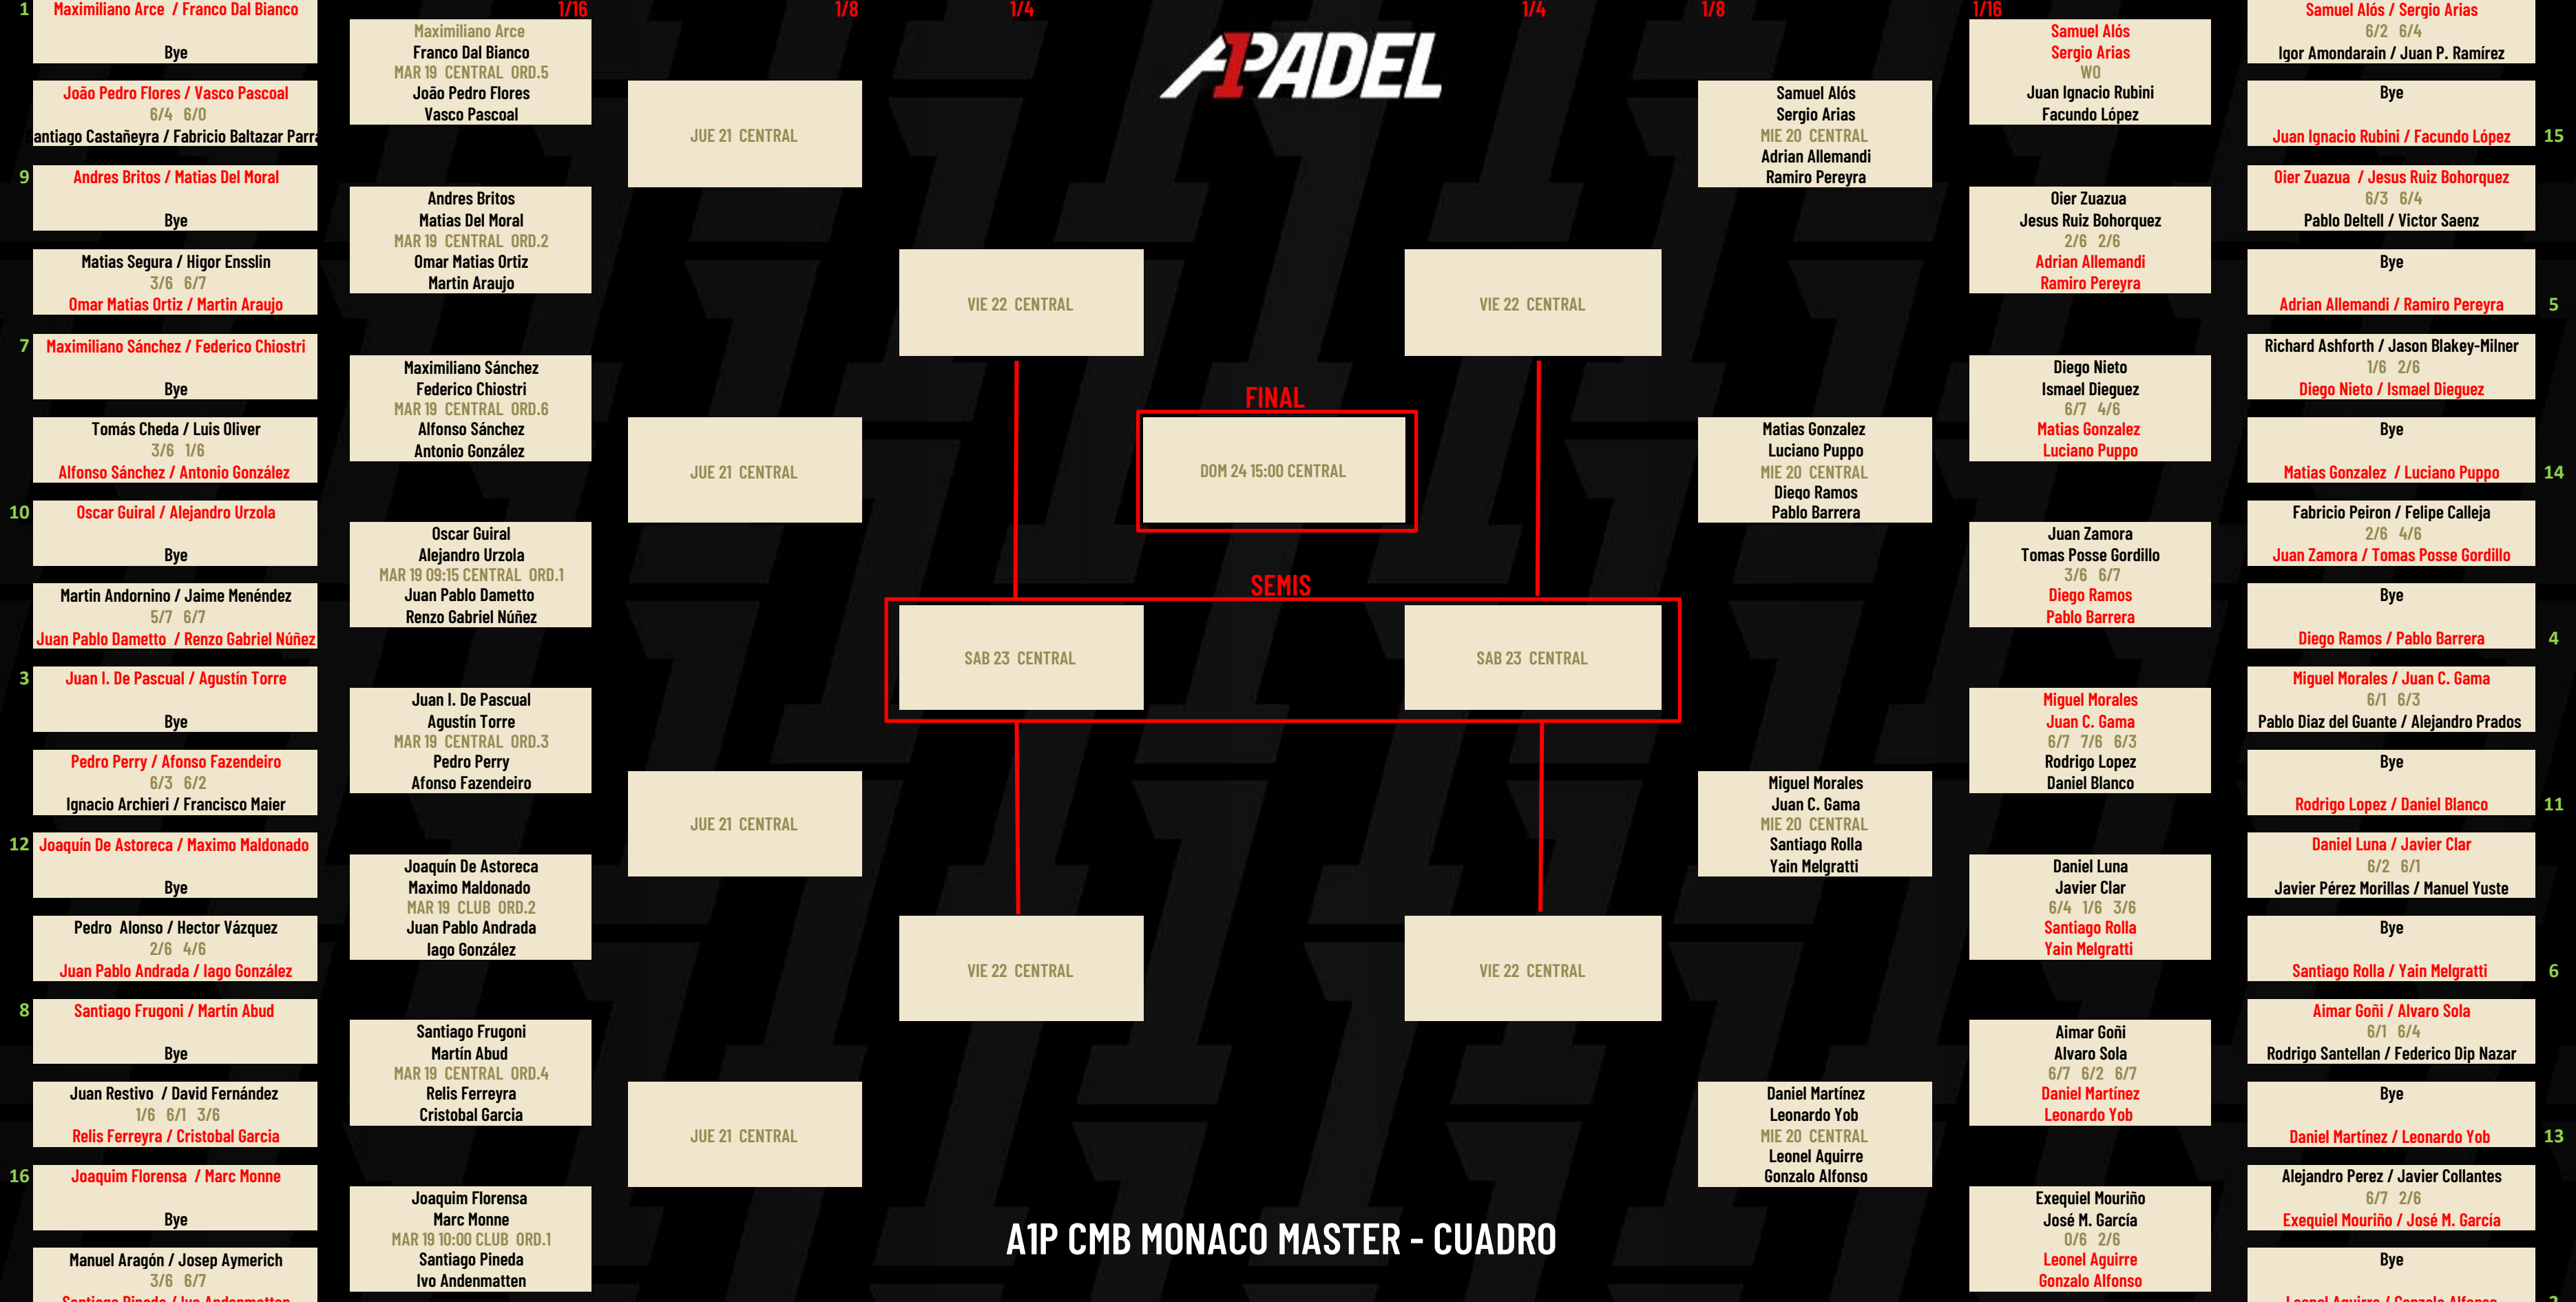 1/16
1/8
1/4
1/4
1/8
1/16
A1PADEL
1
Maximiliano Arce / Franco Dal Bianco
Bye
João Pedro Flores / Vasco Pascoal
6/4 6/0
antiago Castañeyra / Fabricio Baltazar Parra
9
Andres Britos / Matias Del Moral
Bye
Matias Segura / Higor Ensslin
3/6 6/7
Omar Matias Ortiz / Martin Araujo
7
Maximiliano Sánchez / Federico Chiostri
Bye
Tomás Cheda / Luis Oliver
3/6 1/6
Alfonso Sánchez / Antonio González
10
Oscar Guiral / Alejandro Urzola
Bye
Martin Andornino / Jaime Menéndez
5/7 6/7
Juan Pablo Dametto / Renzo Gabriel Núñez
3
Juan I. De Pascual / Agustín Torre
Bye
Pedro Perry / Afonso Fazendeiro
6/3 6/2
Ignacio Archieri / Francisco Maier
12
Joaquín De Astoreca / Maximo Maldonado
Bye
Pedro Alonso / Hector Vázquez
2/6 4/6
Juan Pablo Andrada / Iago González
8
Santiago Frugoni / Martín Abud
Bye
Juan Restivo / David Fernández
1/6 6/1 3/6
Relis Ferreyra / Cristobal Garcia
16
Joaquim Florensa / Marc Monne
Bye
Manuel Aragón / Josep Aymerich
3/6 6/7
Santiago Pineda / Ivo Andenmatten
Maximiliano Arce
Franco Dal Bianco
MAR 19 CENTRAL ORD.5
João Pedro Flores
Vasco Pascoal
Andres Britos
Matias Del Moral
MAR 19 CENTRAL ORD.2
Omar Matias Ortiz
Martin Araujo
Maximiliano Sánchez
Federico Chiostri
MAR 19 CENTRAL ORD.6
Alfonso Sánchez
Antonio González
Oscar Guiral
Alejandro Urzola
MAR 19 09:15 CENTRAL ORD.1
Juan Pablo Dametto
Renzo Gabriel Núñez
Juan I. De Pascual
Agustín Torre
MAR 19 CENTRAL ORD.3
Pedro Perry
Afonso Fazendeiro
Joaquín De Astoreca
Maximo Maldonado
MAR 19 CLUB ORD.2
Juan Pablo Andrada
Iago González
Santiago Frugoni
Martín Abud
MAR 19 CENTRAL ORD.4
Relis Ferreyra
Cristobal Garcia
Joaquim Florensa
Marc Monne
MAR 19 10:00 CLUB ORD.1
Santiago Pineda
Ivo Andenmatten
JUE 21 CENTRAL
JUE 21 CENTRAL
JUE 21 CENTRAL
JUE 21 CENTRAL
VIE 22 CENTRAL
VIE 22 CENTRAL
FINAL
DOM 24 15:00 CENTRAL
SEMIS
SAB 23 CENTRAL
SAB 23 CENTRAL
VIE 22 CENTRAL
VIE 22 CENTRAL
A1P CMB MONACO MASTER - CUADRO
Samuel Alós
Sergio Arias
MIE 20 CENTRAL
Adrian Allemandi
Ramiro Pereyra
Matias Gonzalez
Luciano Puppo
MIE 20 CENTRAL
Diego Ramos
Pablo Barrera
Miguel Morales
Juan C. Gama
MIE 20 CENTRAL
Santiago Rolla
Yain Melgratti
Daniel Martínez
Leonardo Yob
MIE 20 CENTRAL
Leonel Aguirre
Gonzalo Alfonso
Samuel Alós
Sergio Arias
WO
Juan Ignacio Rubini
Facundo López
Oier Zuazua
Jesus Ruiz Bohorquez
2/6 2/6
Adrian Allemandi
Ramiro Pereyra
Diego Nieto
Ismael Dieguez
6/7 4/6
Matias Gonzalez
Luciano Puppo
Juan Zamora
Tomas Posse Gordillo
3/6 6/7
Diego Ramos
Pablo Barrera
Miguel Morales
Juan C. Gama
6/7 7/6 6/3
Rodrigo Lopez
Daniel Blanco
Daniel Luna
Javier Clar
6/4 1/6 3/6
Santiago Rolla
Yain Melgratti
Aimar Goñi
Alvaro Sola
6/7 6/2 6/7
Daniel Martínez
Leonardo Yob
Exequiel Mouriño
José M. García
0/6 2/6
Leonel Aguirre
Gonzalo Alfonso
Samuel Alós / Sergio Arias
6/2 6/4
Igor Amondarain / Juan P. Ramírez
Bye
Juan Ignacio Rubini / Facundo López
15
Oier Zuazua / Jesus Ruiz Bohorquez
6/3 6/4
Pablo Deltell / Victor Saenz
Bye
Adrian Allemandi / Ramiro Pereyra
5
Richard Ashforth / Jason Blakey-Milner
1/6 2/6
Diego Nieto / Ismael Dieguez
Bye
Matias Gonzalez / Luciano Puppo
14
Fabricio Peiron / Felipe Calleja
2/6 4/6
Juan Zamora / Tomas Posse Gordillo
Bye
Diego Ramos / Pablo Barrera
4
Miguel Morales / Juan C. Gama
6/1 6/3
Pablo Diaz del Guante / Alejandro Prados
Bye
Rodrigo Lopez / Daniel Blanco
11
Daniel Luna / Javier Clar
6/2 6/1
Javier Pérez Morillas / Manuel Yuste
Bye
Santiago Rolla / Yain Melgratti
6
Aimar Goñi / Alvaro Sola
6/1 6/4
Rodrigo Santellan / Federico Dip Nazar
Bye
Daniel Martínez / Leonardo Yob
13
Alejandro Perez / Javier Collantes
6/7 2/6
Exequiel Mouriño / José M. García
Bye
Leonel Aguirre / Gonzalo Alfonso